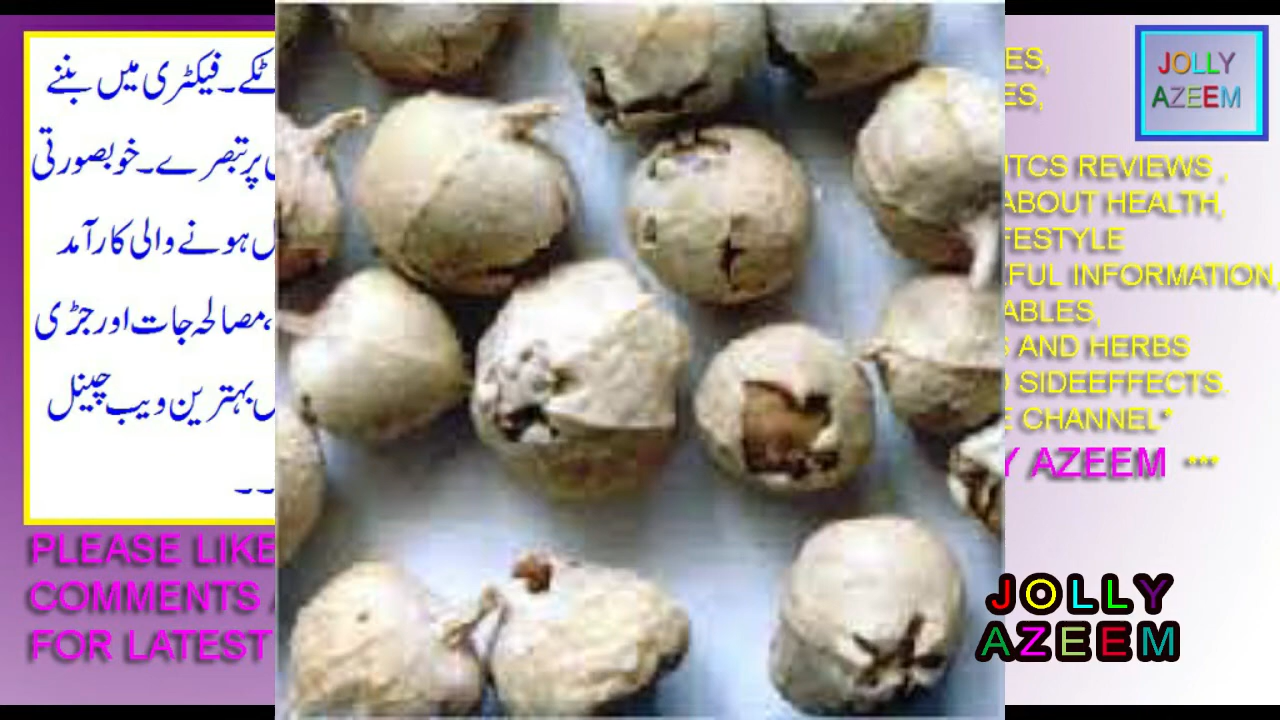 ٹکے۔ فیکٹری میں بننے
پر تبصرے۔ خوبصورتی
ہونے والی کارآمد
،مصالحہ جات اور جڑی
بہترین ویب چینل
۔۔
PLEASE LIKE
COMMENTS
FOR LATEST
ES,
ES,
JOLLY
AZEEM
ITCS REVIEWS ,
ABOUT HEALTH,
FESTYLE
FUL INFORMATION,
ABLES,
AND HERBS
SIDEEFFECTS.
E CHANNEL*
Y AZEEM ***
JOLLY
AZEEM